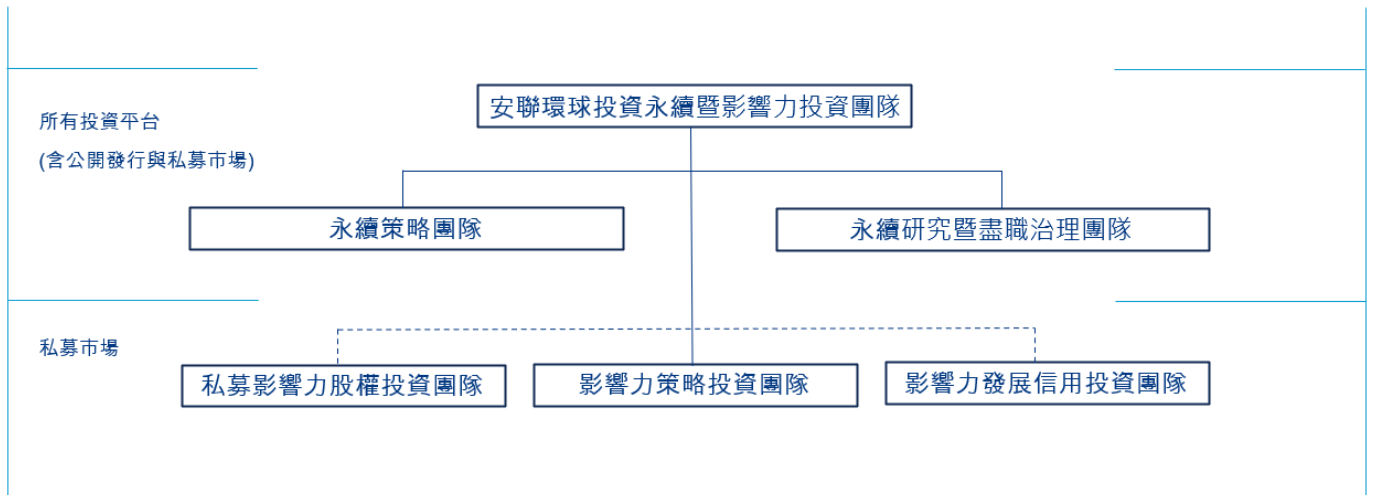 安聯環球投資永續暨影響力投資團隊
所有投資平台
(含公開發行與私募市場)
永續策略團隊
永續研究暨盡職治理團隊
私募市場
私募影響力股權投資團隊
影響力策略投資團隊
影響力發展信用投資團隊